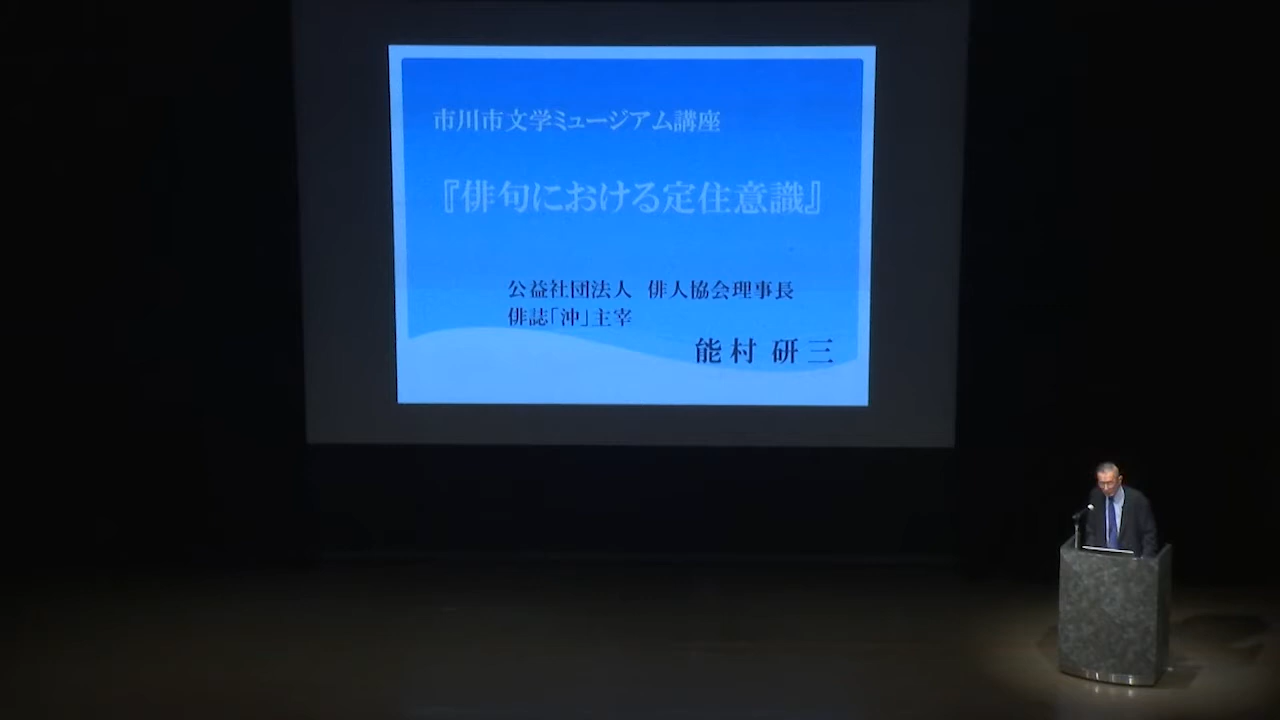 市川市文学ミュージアム講座
『俳句における定住意識』
公益社団法人 俳人協会理事長
俳誌「沖」主宰
能村 研三